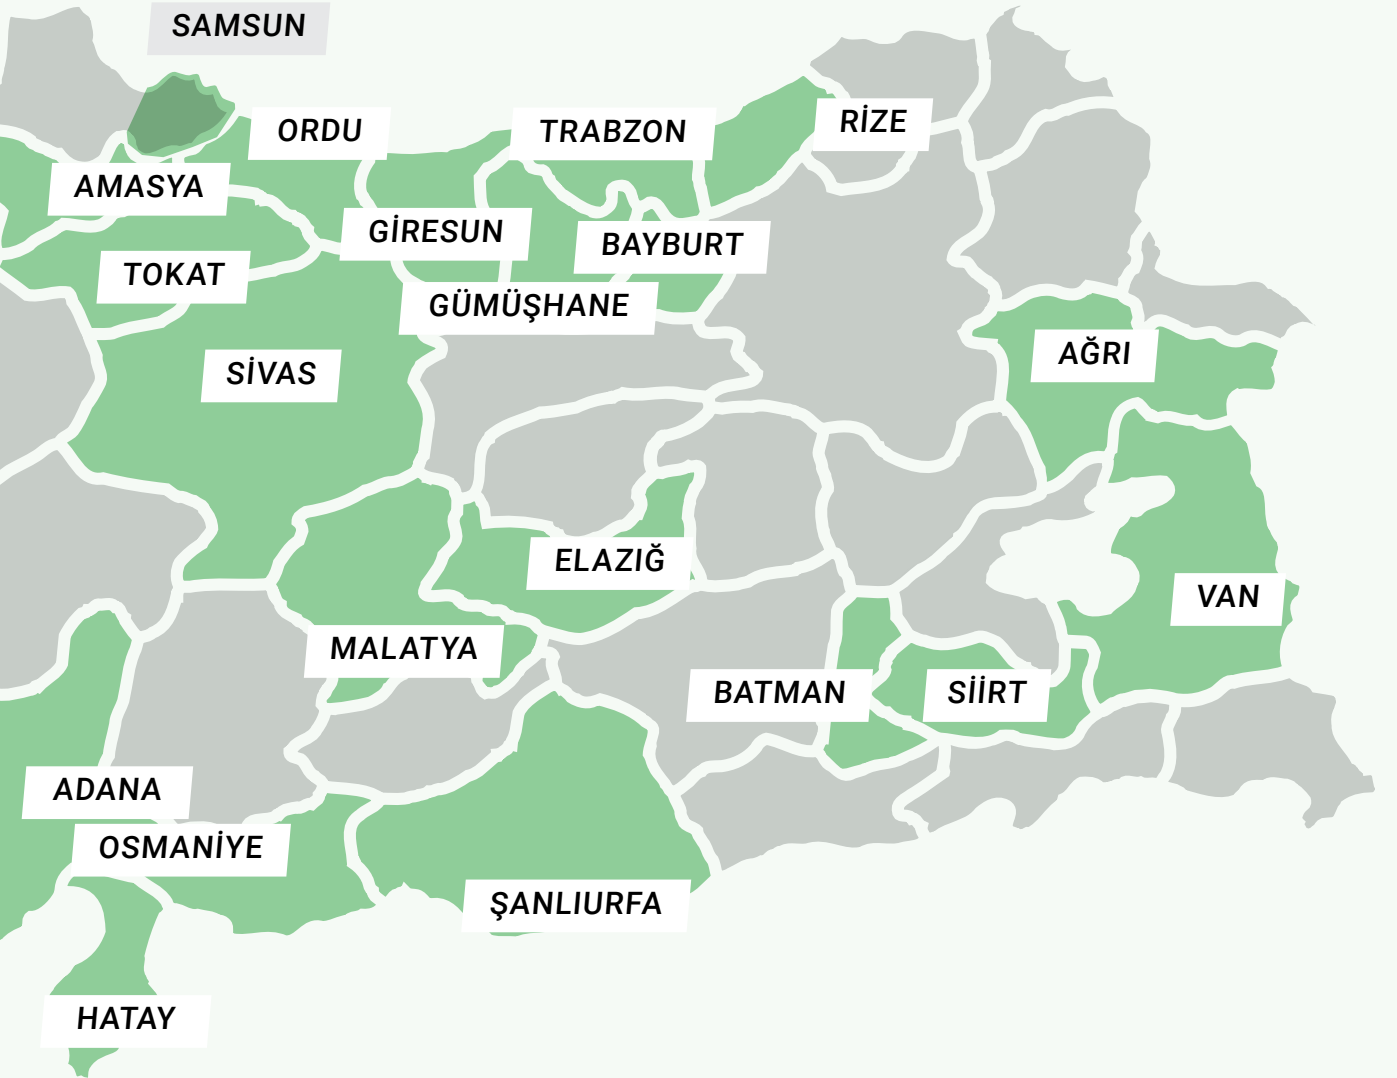 SAMSUN
ORDU
TRABZON
RİZE
AMASYA
GİRESUN
BAYBURT
TOKAT
GÜMÜŞHANE
AĞRI
SİVAS
ELAZIĞ
VAN
MALATYA
BATMAN
SİİRT
ADANA
OSMANİYE
ŞANLIURFA
HATAY